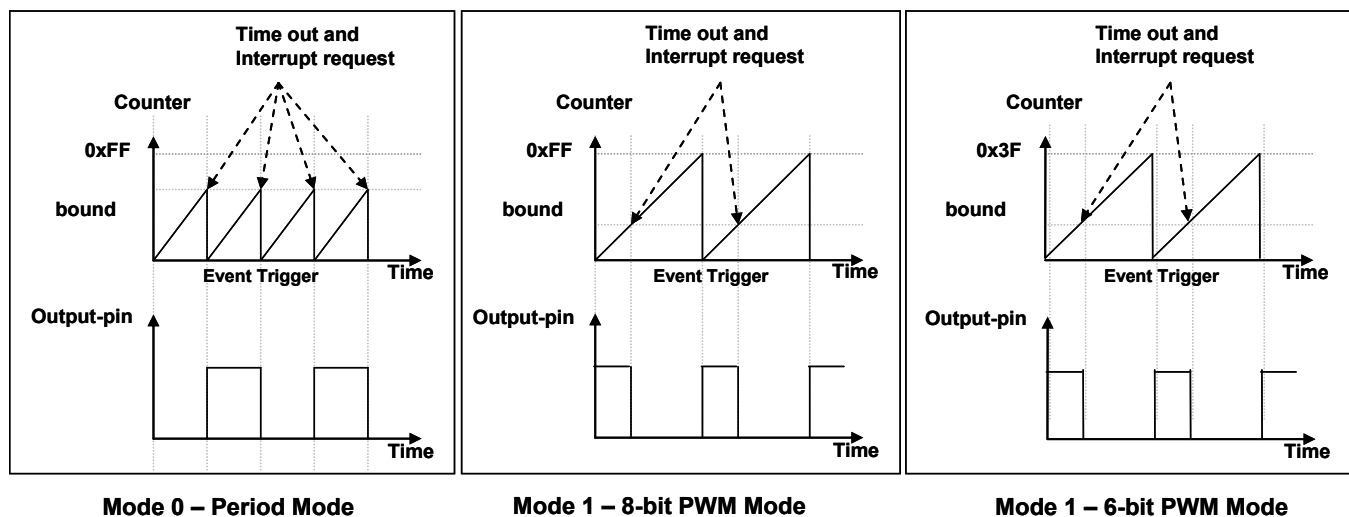 Time out and
Interrupt request
Counter
0xFF
bound
Event Trigger
Time
Output-pin
Time
Mode 0 – Period Mode
Time out and
Interrupt request
Counter
0xFF
bound
Event Trigger
Time
Output-pin
Time
Mode 1 – 8-bit PWM Mode
Time out and
Interrupt request
Counter
0x3F
bound
Event Trigger
Time
Output-pin
Time
Mode 1 – 6-bit PWM Mode